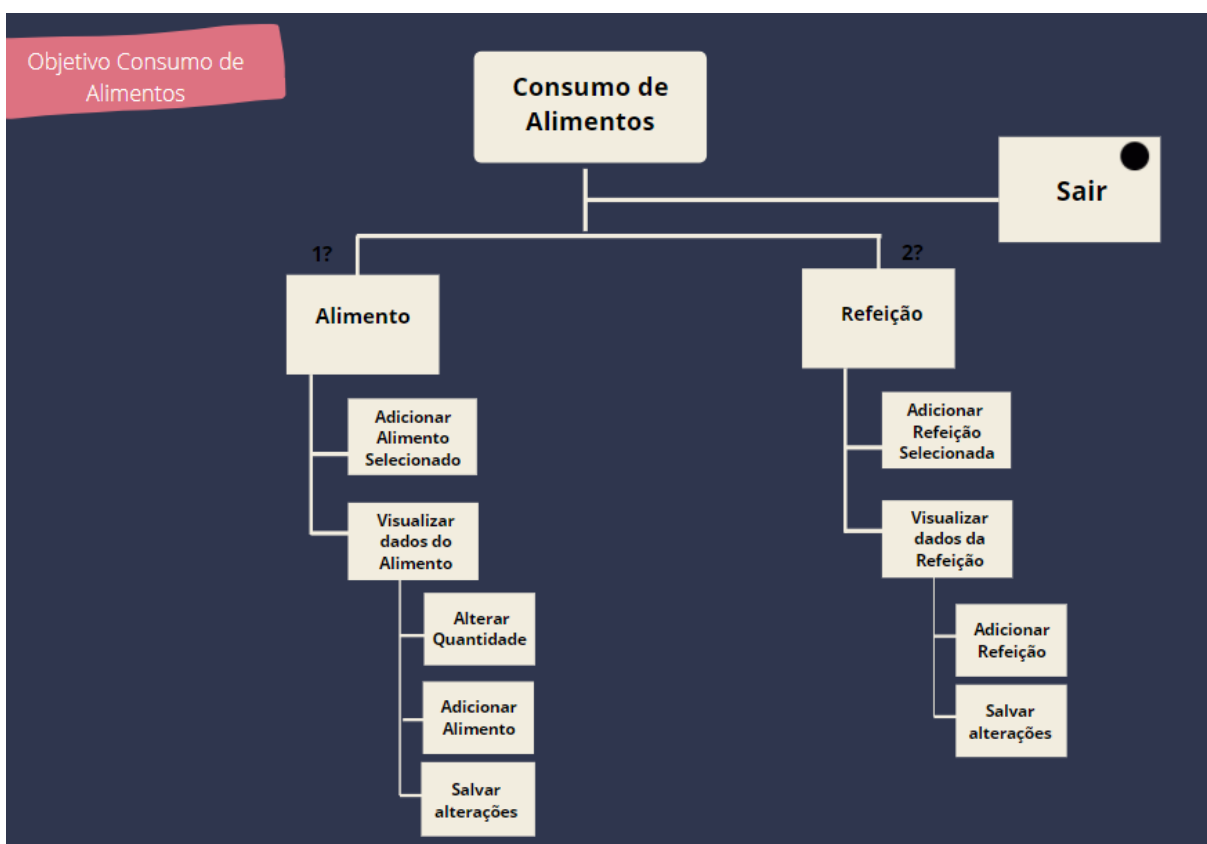 Objetivo Consumo de
Alimentos
Consumo de
Alimentos
Sair
1?
2?
Alimento
Refeição
Adicionar
Alimento
Selecionado
Adicionar
Refeição
Selecionada
Visualizar
dados do
Alimento
Visualizar
dados da
Refeição
Alterar
Quantidade
Adicionar
Refeição
Adicionar
Alimento
Salvar
alterações
Salvar
alterações